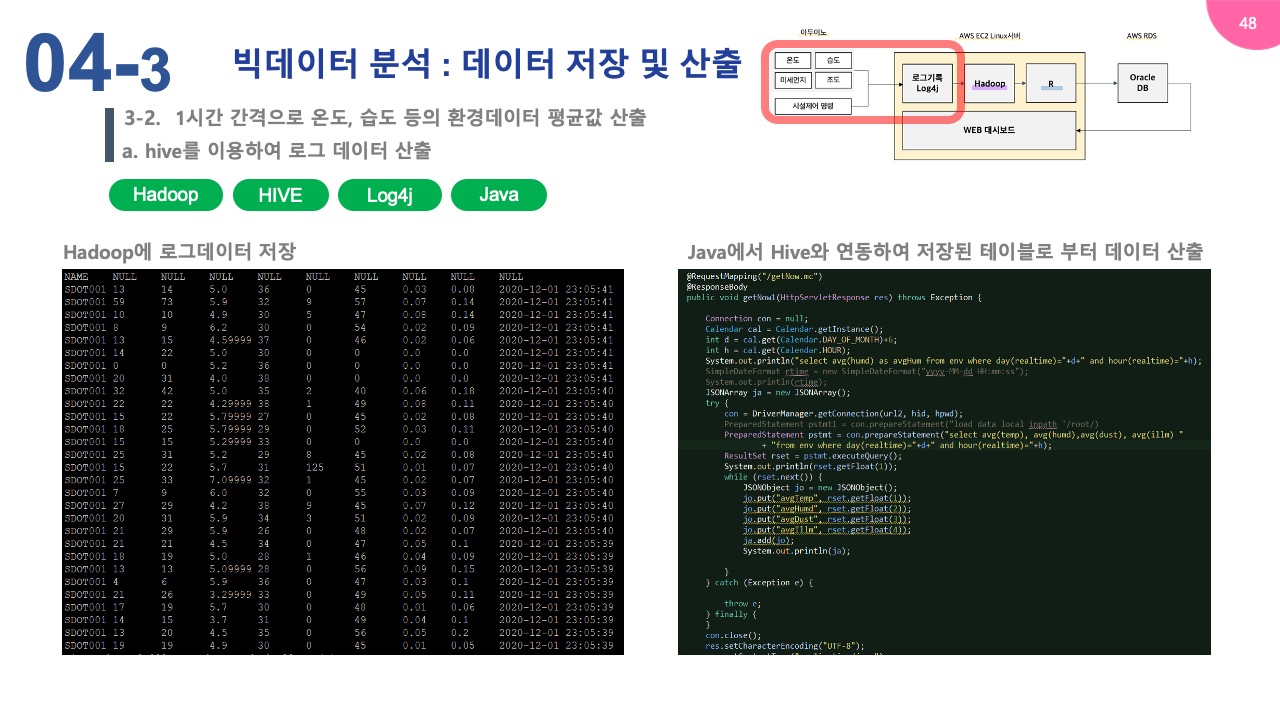 48
04-3
빅데이터 분석 : 데이터 저장 및 산출
아두이노
AWS EC2 Linux서버
AWS RDS
온도
습도
미세먼지
조도
시설제어 명령
로그기록
Log4j
Hadoop
R
Oracle
DB
WEB 대시보드
3-2. 1시간 간격으로 온도, 습도 등의 환경데이터 평균값 산출
a. hive를 이용하여 로그 데이터 산출
Hadoop
HIVE
Log4j
Java
Hadoop에 로그데이터 저장
NAME NULL NULL NULL NULL NULL NULL NULL NULL NULL
SDOT001 13 14 5.0 36 0 45 0.03 0.08 2020-12-01 23:05:41
SDOT001 59 73 5.9 32 9 57 0.07 0.14 2020-12-01 23:05:41
SDOT001 10 10 4.9 30 5 47 0.08 0.14 2020-12-01 23:05:41
SDOT001 8 9 6.2 30 0 54 0.02 0.09 2020-12-01 23:05:41
SDOT001 13 15 4.59999 37 0 46 0.02 0.06 2020-12-01 23:05:41
SDOT001 14 22 5.0 30 0 0 0.0 0.0 2020-12-01 23:05:41
SDOT001 0 0 5.2 36 0 0 0.0 0.0 2020-12-01 23:05:41
SDOT001 20 31 4.0 38 0 0 0.0 0.0 2020-12-01 23:05:41
SDOT001 32 42 5.0 35 2 40 0.06 0.18 2020-12-01 23:05:40
SDOT001 22 22 4.29999 38 1 49 0.08 0.11 2020-12-01 23:05:40
SDOT001 15 22 5.79999 27 0 45 0.02 0.08 2020-12-01 23:05:40
SDOT001 18 25 5.79999 29 0 52 0.03 0.11 2020-12-01 23:05:40
SDOT001 15 15 5.29999 33 0 0 0.0 0.0 2020-12-01 23:05:40
SDOT001 25 31 5.2 29 0 45 0.01 0.08 2020-12-01 23:05:40
SDOT001 15 22 5.7 31 125 51 0.01 0.07 2020-12-01 23:05:40
SDOT001 25 33 7.09999 32 1 45 0.02 0.07 2020-12-01 23:05:40
SDOT001 7 9 6.0 32 0 55 0.03 0.09 2020-12-01 23:05:40
SDOT001 27 29 4.2 38 9 45 0.07 0.12 2020-12-01 23:05:40
SDOT001 20 31 5.9 34 3 51 0.02 0.09 2020-12-01 23:05:40
SDOT001 21 29 5.9 26 0 48 0.02 0.07 2020-12-01 23:05:40
SDOT001 21 21 4.5 34 0 47 0.05 0.1 2020-12-01 23:05:39
SDOT001 18 19 5.0 28 1 46 0.04 0.09 2020-12-01 23:05:39
SDOT001 13 13 5.09999 28 0 56 0.09 0.15 2020-12-01 23:05:39
SDOT001 4 6 5.9 36 0 47 0.03 0.1 2020-12-01 23:05:39
SDOT001 21 26 3.29999 33 0 49 0.05 0.11 2020-12-01 23:05:39
SDOT001 17 19 5.7 30 0 48 0.01 0.06 2020-12-01 23:05:39
SDOT001 14 15 3.7 31 0 49 0.04 0.1 2020-12-01 23:05:39
SDOT001 13 20 4.5 35 0 56 0.05 0.2 2020-12-01 23:05:39
SDOT001 19 19 4.9 30 0 45 0.01 0.05 2020-12-01 23:05:39
Java에서 Hive와 연동하여 저장된 테이블로 부터 데이터 산출
@RequestMapping("/getNow.mc")
@ResponseBody
public void getNow1(HttpServletResponse res) throws Exception {
Connection con = null;
Calendar cal = Calendar.getInstance();
int d = cal.get(Calendar.DAY_OF_MONTH)+6;
int h = cal.get(Calendar.HOUR);
System.out.println("select avg(humd) as avgHum from env where day(realtime)="+d+" and hour(realtime)="+h);
SimpleDateFormat rtime = new SimpleDateFormat("yyyy-MM-dd HH:mm:ss");
System.out.println(rtime);
JSONArray ja = new JSONArray();
try {
con = DriverManager.getConnection(url2, hid, hpwd);
PreparedStatement pstmt1 = con.prepareStatement("load data local inpath '/root/)
PreparedStatement pstmt = con.prepareStatement("select avg(temp), avg(humd),avg(dust), avg(illm) "
+ "from env where day(realtime)="+d+" and hour(realtime)="+h);
ResultSet rset = pstmt.executeQuery();
System.out.println(rset.getFloat(1));
while (rset.next()) {
JSONObject jo = new JSONObject();
jo.put("avgTemp", rset.getFloat(1));
jo.put("avgHumd", rset.getFloat(2));
jo.put("avgDust", rset.getFloat(3));
jo.put("avgIllm", rset.getFloat(4));
ja.add(jo);
System.out.println(ja);
}
} catch (Exception e) {
throw e;
} finally {
}
con.close();
res.setCharacterEncoding("UTF-8");